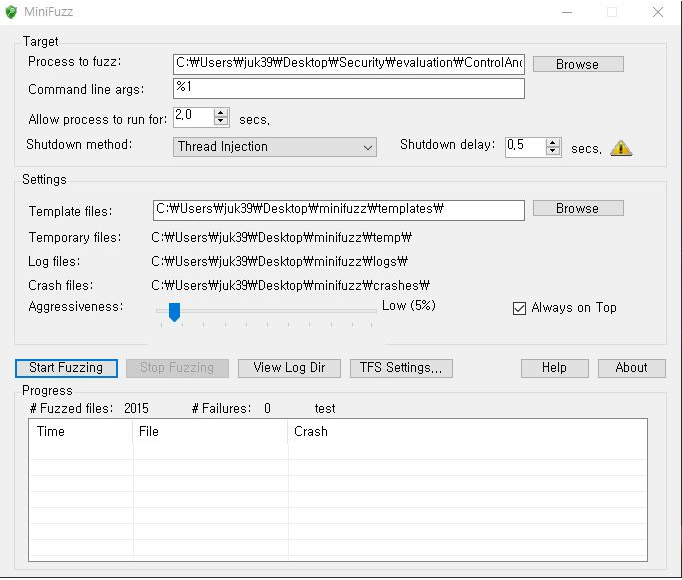 MiniFuzz
Target
Process to fuzz: C:₩Users₩juk39₩Desktop₩Security₩evaluation₩ControlAnd Browse
Command line args: %1
Allow process to run for: 2.0 secs.
Shutdown method: Thread Injection Shutdown delay: 0.5 secs.
Settings
Template files: C:₩Users₩juk39₩Desktop₩minifuzz₩templates₩ Browse
Temporary files: C:₩Users₩juk39₩Desktop₩minifuzz₩temp₩
Log files: C:₩Users₩juk39₩Desktop₩minifuzz₩logs₩
Crash files: C:₩Users₩juk39₩Desktop₩minifuzz₩crashes₩
Aggressiveness: Low (5%) Always on Top
Start Fuzzing Stop Fuzzing View Log Dir TFS Settings... Help About
Progress
# Fuzzed files: 2015 # Failures: 0 test
Time File Crash